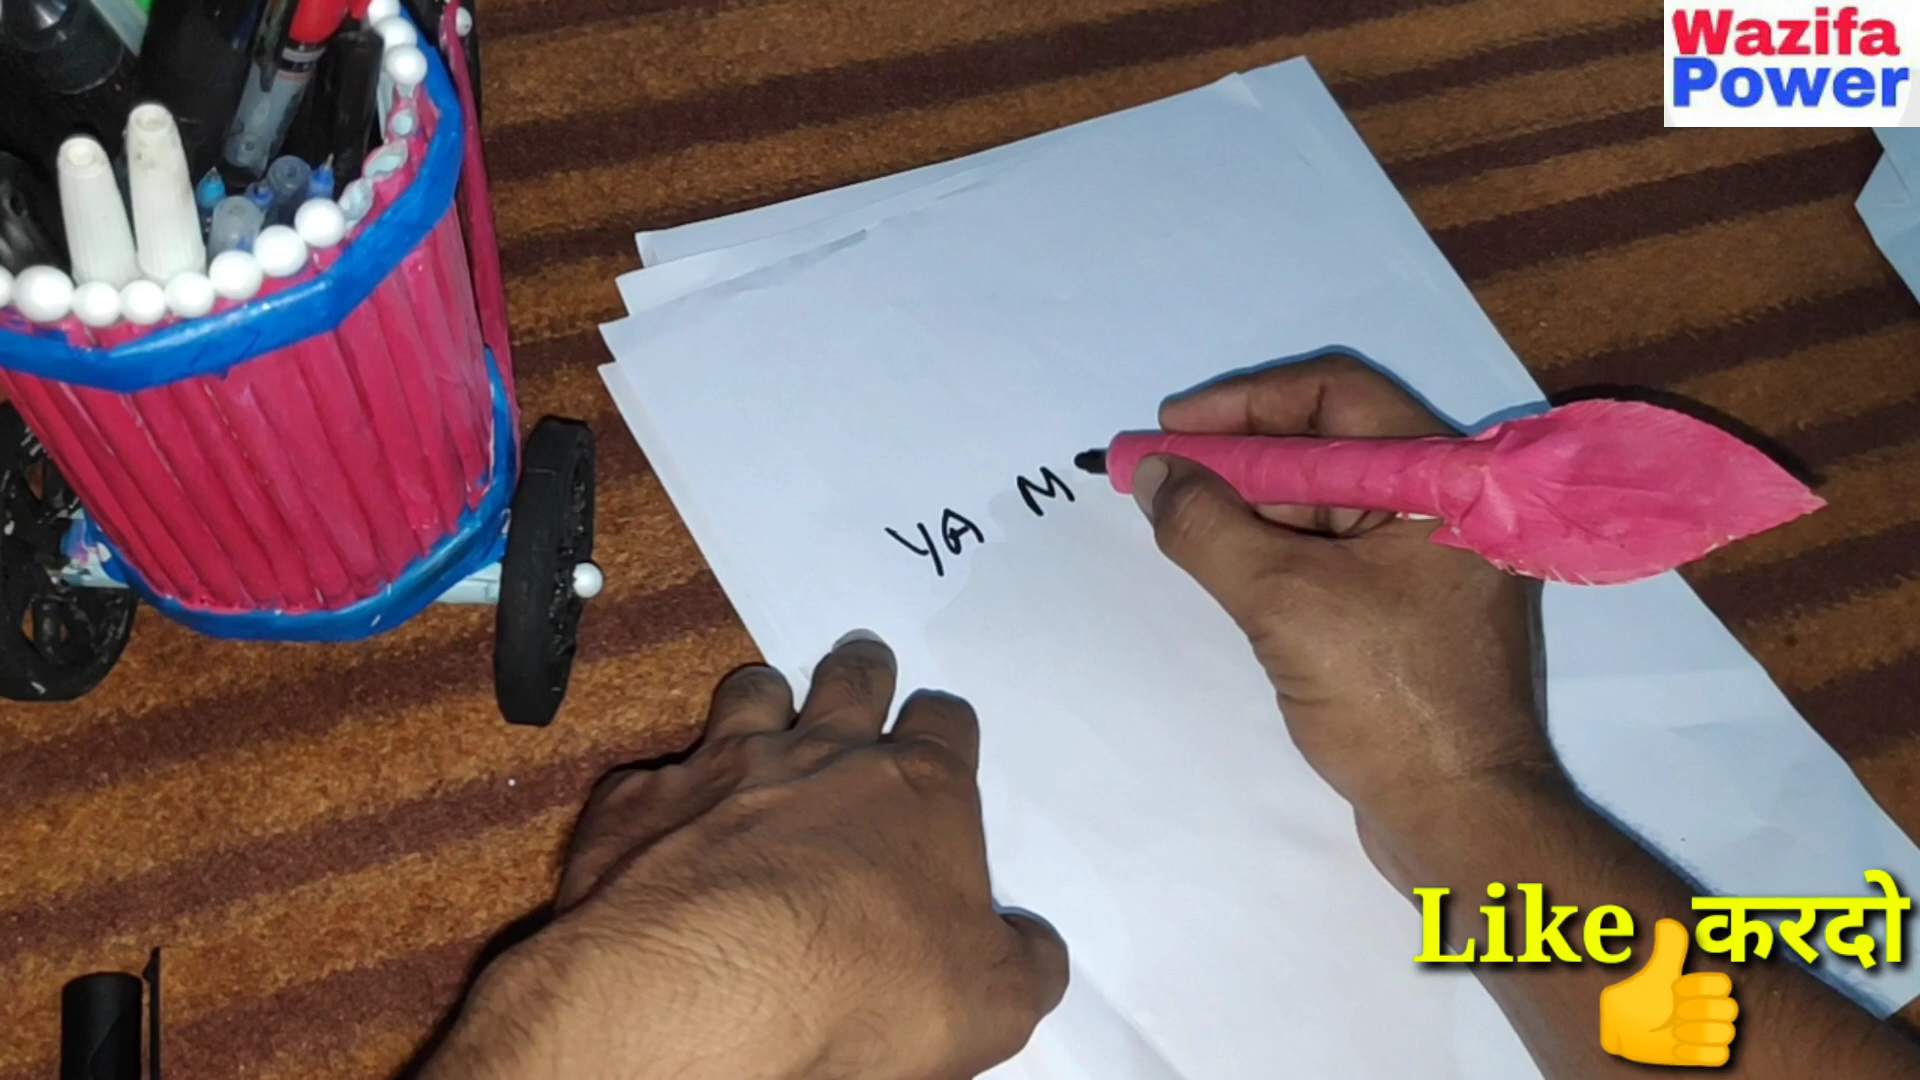 Wazifa
Power
YA M
Like करदो